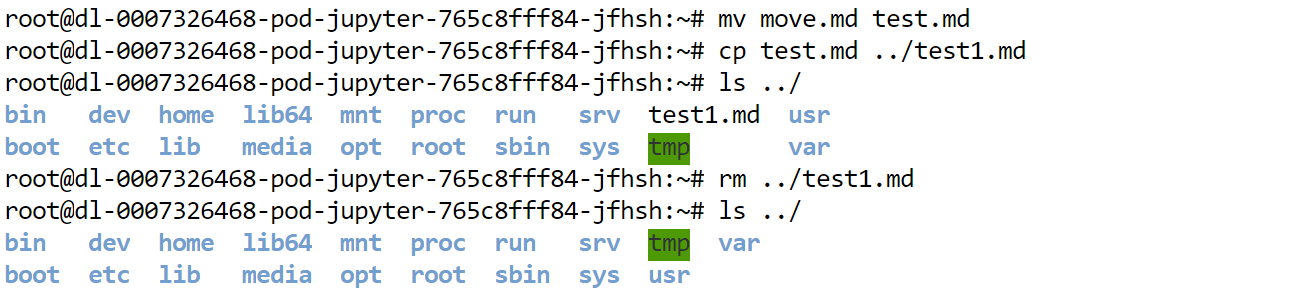 root@dl-0007326468-pod-jupyter-765c8fff84-jfhsh:~# mv move.md test.md
root@dl-0007326468-pod-jupyter-765c8fff84-jfhsh:~# cp test.md ../test1.md
root@dl-0007326468-pod-jupyter-765c8fff84-jfhsh:~# ls ../
bin   dev  home  lib64  mnt  proc  run   srv  test1.md  usr
boot  etc  lib   media  opt  root  sbin  sys  tmp       var
root@dl-0007326468-pod-jupyter-765c8fff84-jfhsh:~# rm ../test1.md
root@dl-0007326468-pod-jupyter-765c8fff84-jfhsh:~# ls ../
bin   dev  home  lib64  mnt  proc  run   srv  tmp  var
boot  etc  lib   media  opt  root  sbin  sys  usr